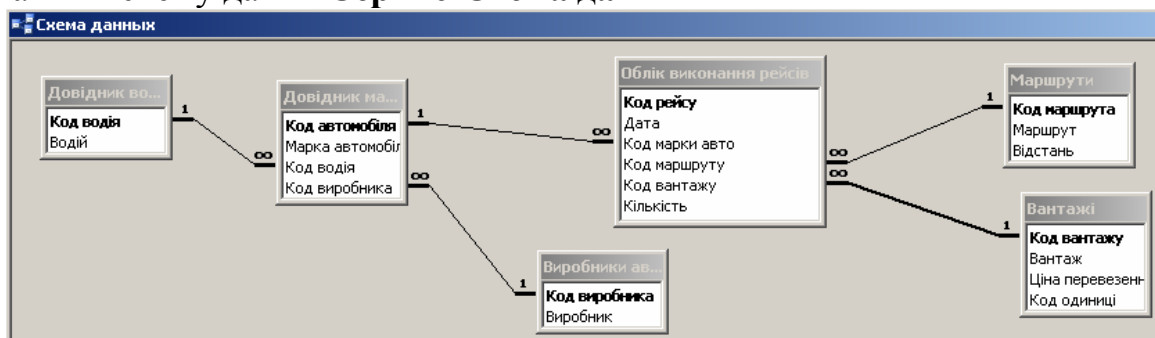 Схема данных
Довідник во...
Код водія
Водій
1
∞
Довідник ма...
Код автомобіля
Марка автомобіл
Код водія
Код виробника
1
∞
∞
1
Виробники ав...
Код виробника
Виробник
Облік виконання рейсів
Код рейсу
Дата
Код марки авто
Код маршруту
Код вантажу
Кількість
∞
∞
1
Маршрути
Код маршрута
Маршрут
Відстань
1
Вантажі
Код вантажу
Вантаж
Ціна перевезенн
Код одиниці